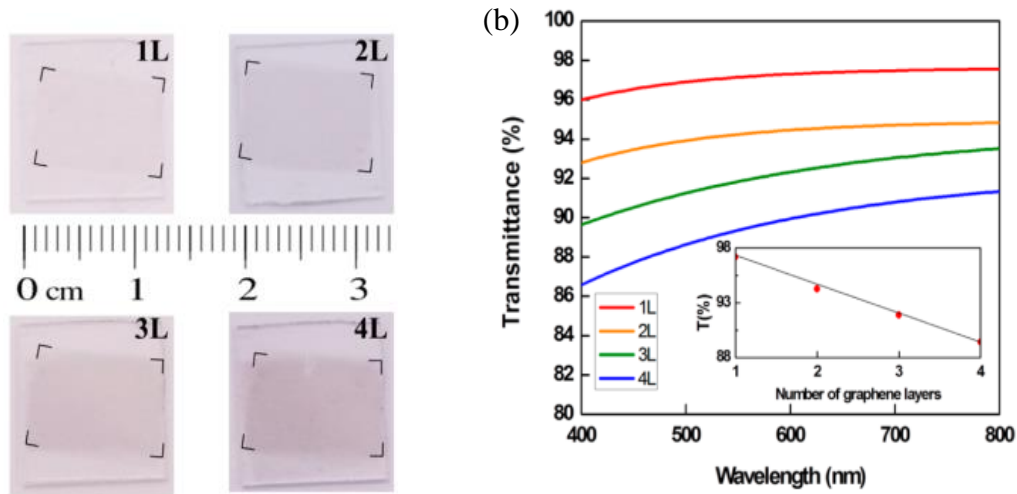 1L
2L
0 cm 1 2 3
3L
4L
(b)
Transmittance (%)
100
98
96
94
92
90
88
86
84
82
80
400 500 600 700 800
Wavelength (nm)
1L
2L
3L
4L
T(%)
98
93
88
1 2 3 4
Number of graphene layers